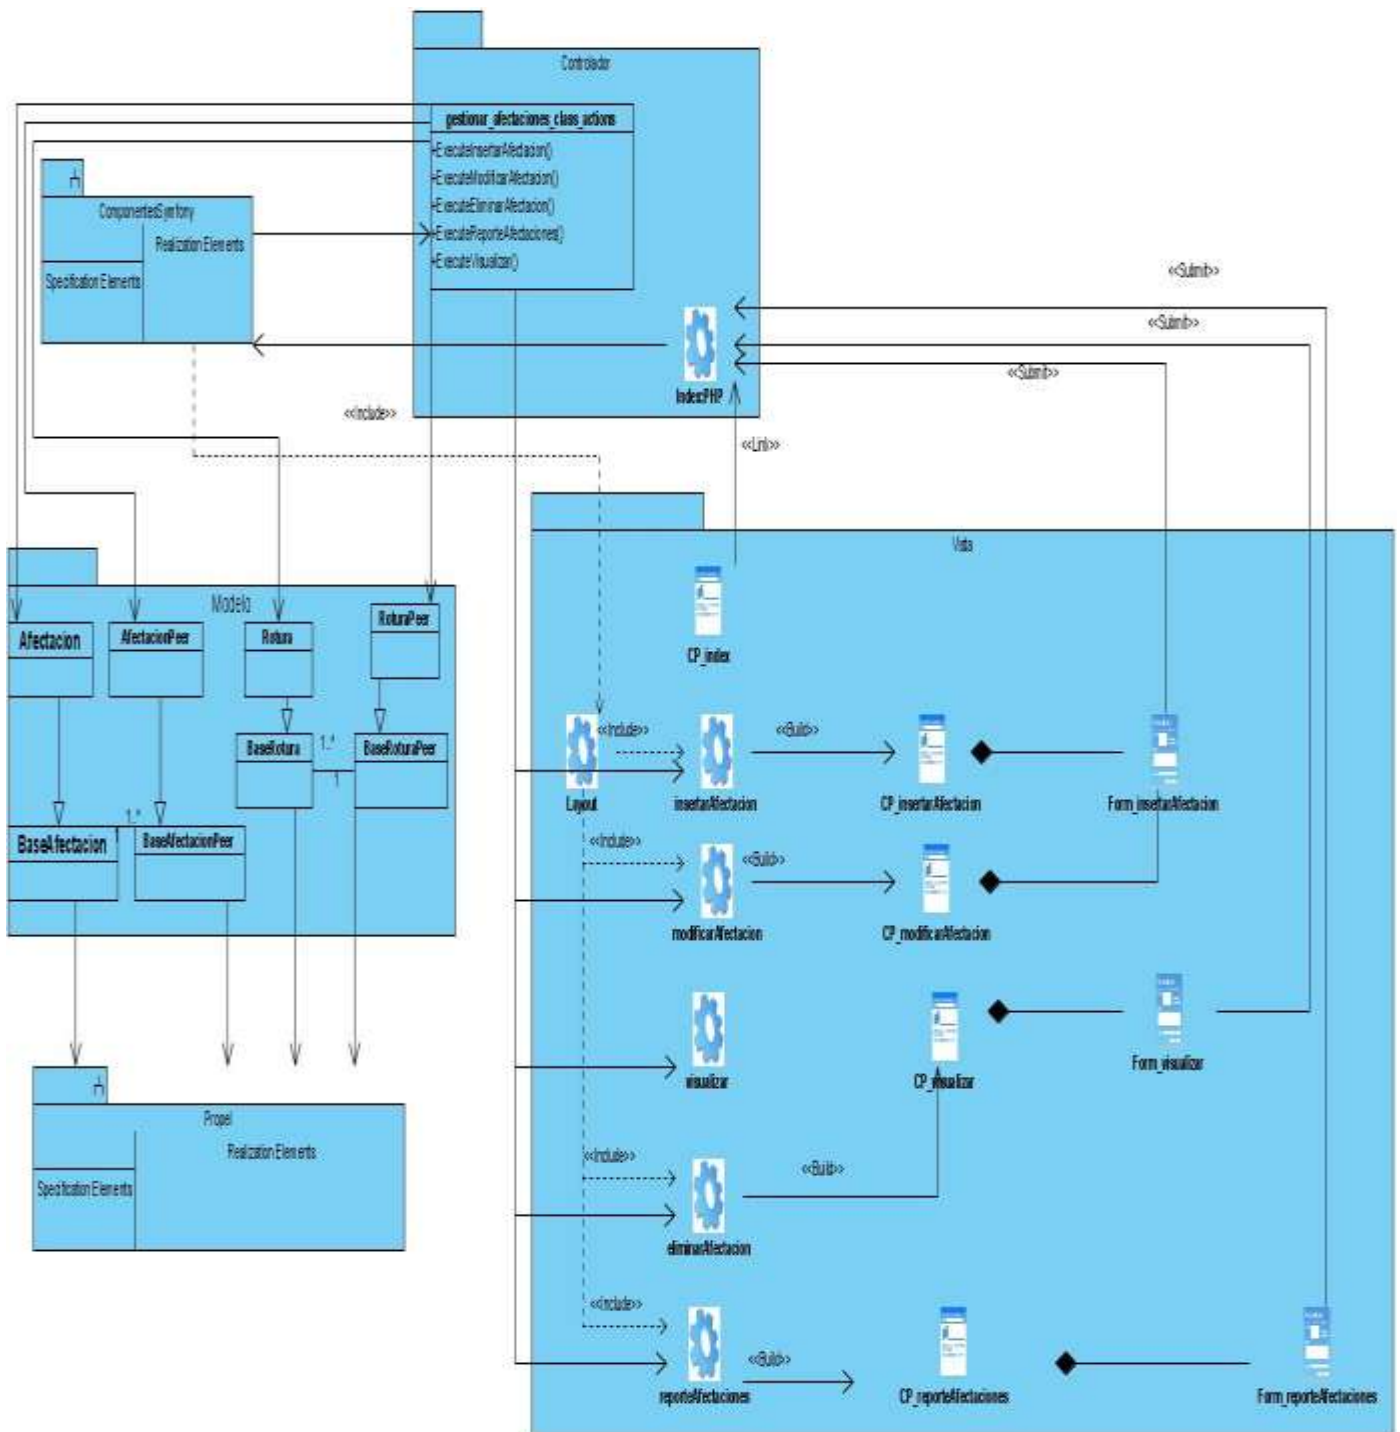 Controlador
gestionar_afectaciones_class_actions
+ExecuteInsertarAfectacion()
+ExecuteModificarAfectacion()
+ExecuteEliminarAfectacion()
+ExecuteReporteAfectaciones()
+ExecuteVisualizar()
ComponentesSymfony
Realization Elements
Specification Elements
Index:PHP
<<Submit>>
<<Submit>>
<<Submit>>
<<Include>>
<<Link>>
Vista
CP_index
Modelo
Afectacion
AfectacionPeer
Rotura
RoturaPeer
BaseRotura
1..*
1
BaseRoturaPeer
BaseAfectacion
1
1..*
BaseAfectacionPeer
Layout
<<Include>>
insertarAfectacion
<<Build>>
CP_insertarAfectacion
Form_insertarAfectacion
<<Include>>
modificarAfectacion
<<Build>>
CP_modificarAfectacion
visualizar
CP_visualizar
Form_visualizar
Propel
Realization Elements
Specification Elements
<<Include>>
eliminarAfectacion
<<Build>>
<<Include>>
reporteAfectaciones
<<Build>>
CP_reporteAfectaciones
Form_reporteAfectaciones